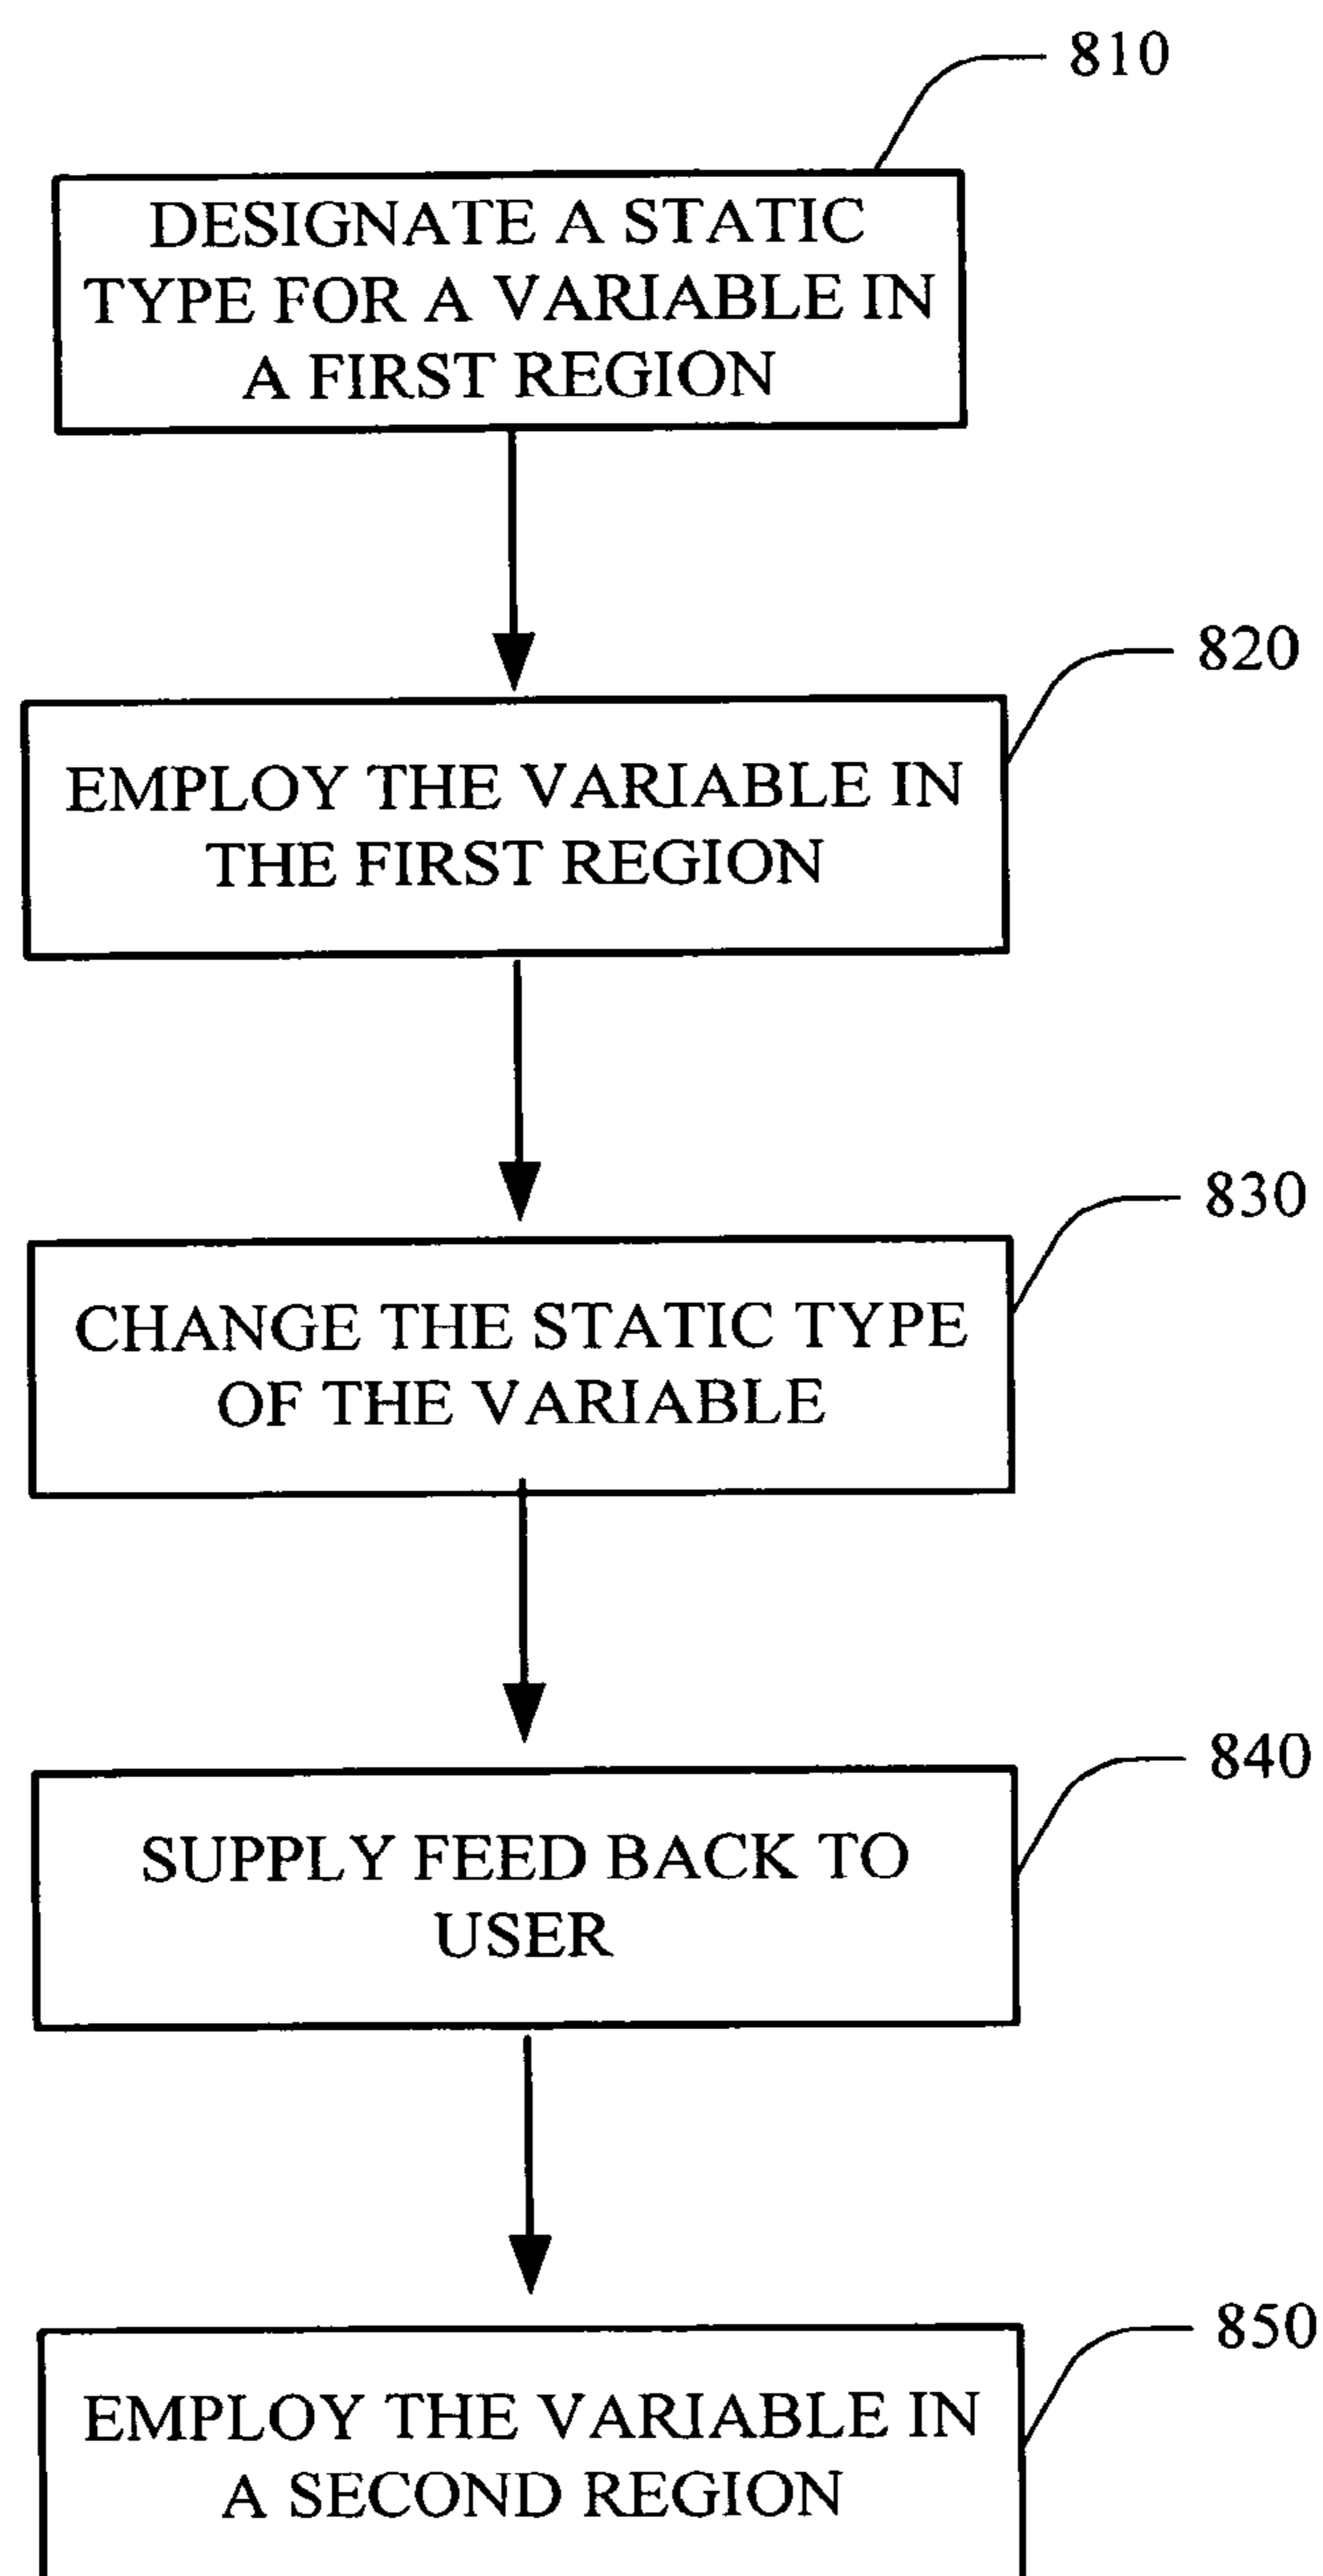 810
DESIGNATE A STATIC
TYPE FOR A VARIABLE IN
A FIRST REGION
820
EMPLOY THE VARIABLE IN
THE FIRST REGION
830
CHANGE THE STATIC TYPE
OF THE VARIABLE
840
SUPPLY FEED BACK TO
USER
850
EMPLOY THE VARIABLE IN
A SECOND REGION